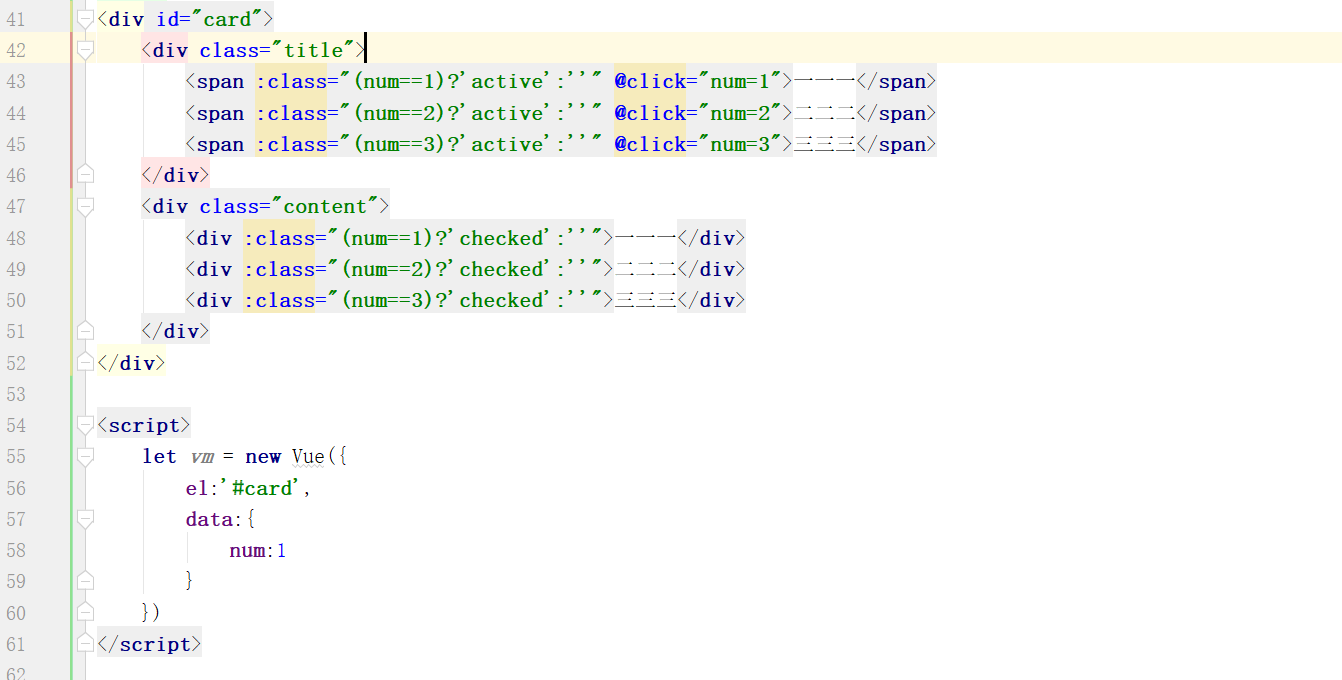 41 <div id="card">
42 <div class="title">
43 <span :class="(num==1)?'active':''" @click="num=1">一一一</span>
44 <span :class="(num==2)?'active':''" @click="num=2">二二二</span>
45 <span :class="(num==3)?'active':''" @click="num=3">三三三</span>
46 </div>
47 <div class="content">
48 <div :class="(num==1)?'checked':''">一一一</div>
49 <div :class="(num==2)?'checked':''">二二二</div>
50 <div :class="(num==3)?'checked':''">三三三</div>
51 </div>
52 </div>
53
54 <script>
55 let vm = new Vue({
56 el:'#card',
57 data:{
58 num:1
59 }
60 })
61 </script>
62